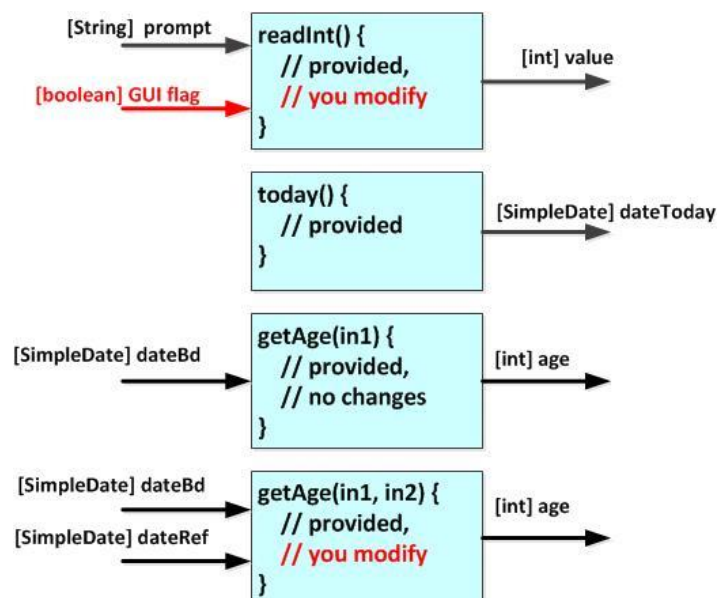 [String]  prompt
readInt() {
// provided,
[int] value
[boolean] GUI flag
// you modify
}
today() {
// provided
[SimpleDate] dateToday
}
[SimpleDate] dateBd
getAge(in1) {
// provided,
[int] age
// no changes
}
[SimpleDate] dateBd
getAge(in1, in2) {
[int] age
// provided,
[SimpleDate] dateRef
// you modify
}